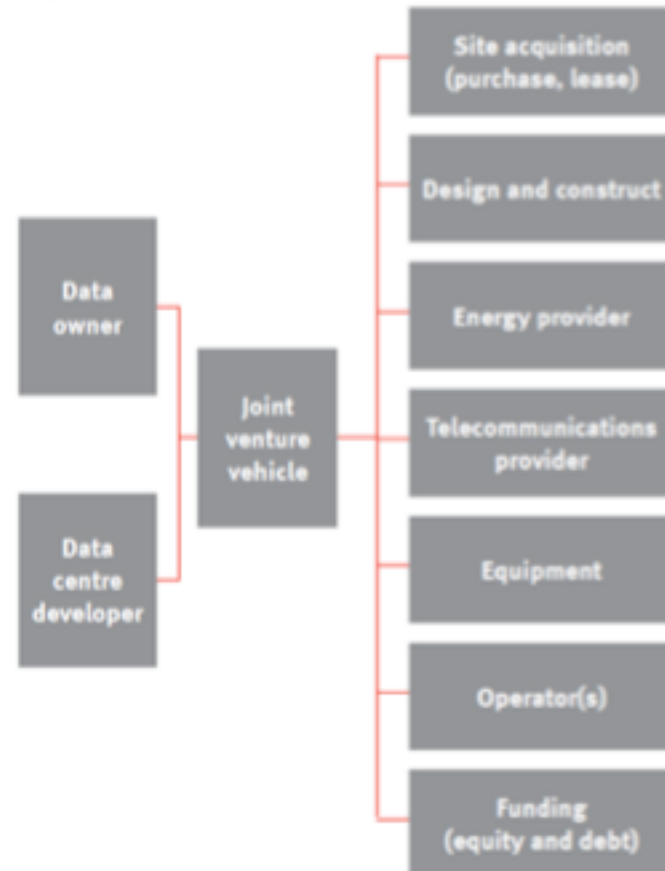 Data
owner
Data
centre
developer
Joint
venture
vehicle
Site acquisition
(purchase, lease)
Design and construct
Energy provider
Telecommunications
provider
Equipment
Operator(s)
Funding
(equity and debt)